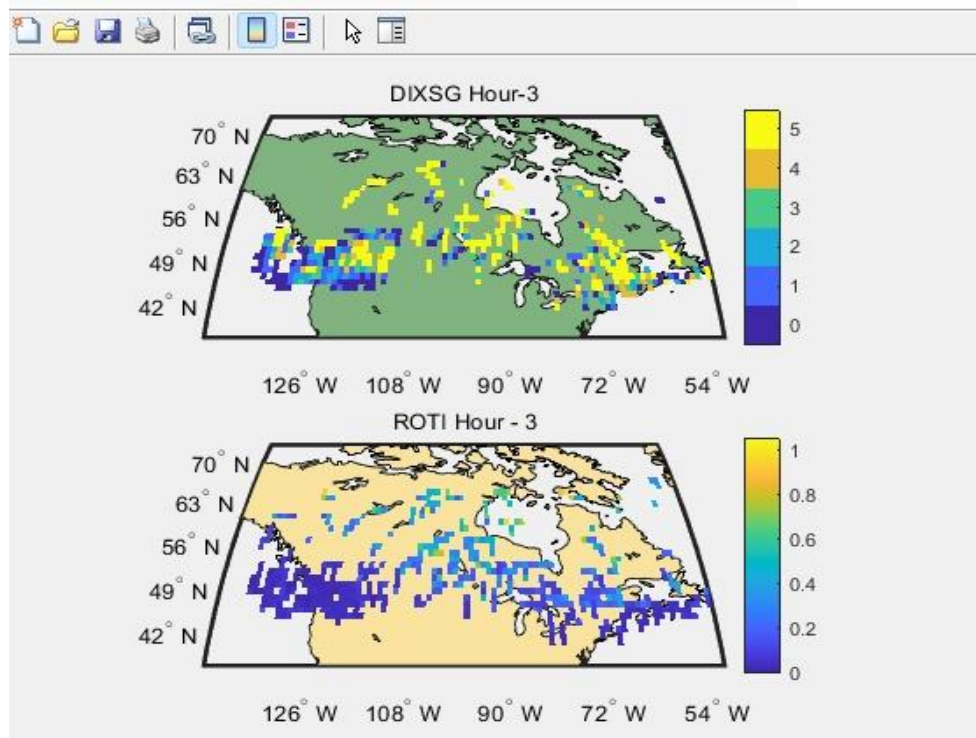 DIXSG Hour-3
70° N
63° N
56° N
49° N
42° N
126° W 108° W 90° W 72° W 54° W
5
4
3
2
1
0
ROTI Hour - 3
70° N
63° N
56° N
49° N
42° N
126° W 108° W 90° W 72° W 54° W
1
0.8
0.6
0.4
0.2
0